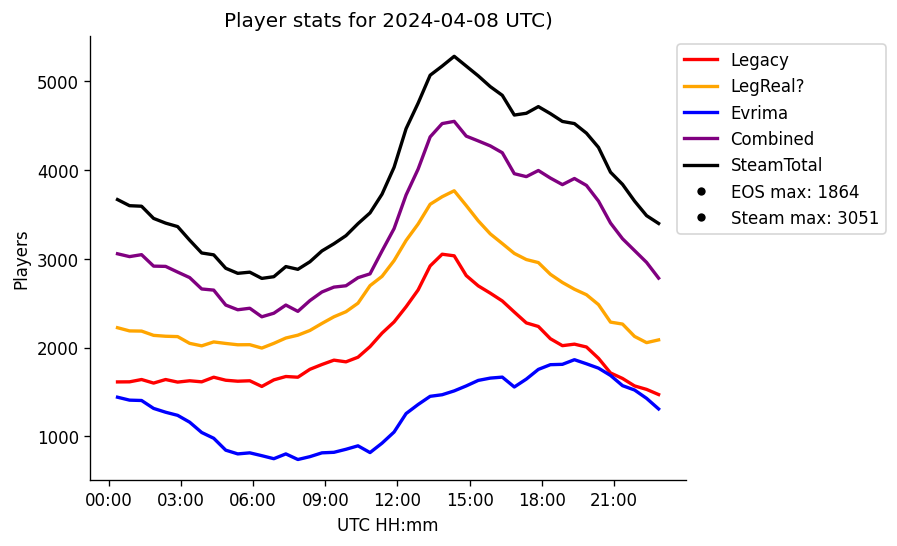 Player stats for 2024-04-08 UTC)
Players
5000
4000
3000
2000
1000
00:00 03:00 06:00 09:00 12:00 15:00 18:00 21:00
UTC HH:mm
Legacy
LegReal?
Evrima
Combined
SteamTotal
EOS max: 1864
Steam max: 3051